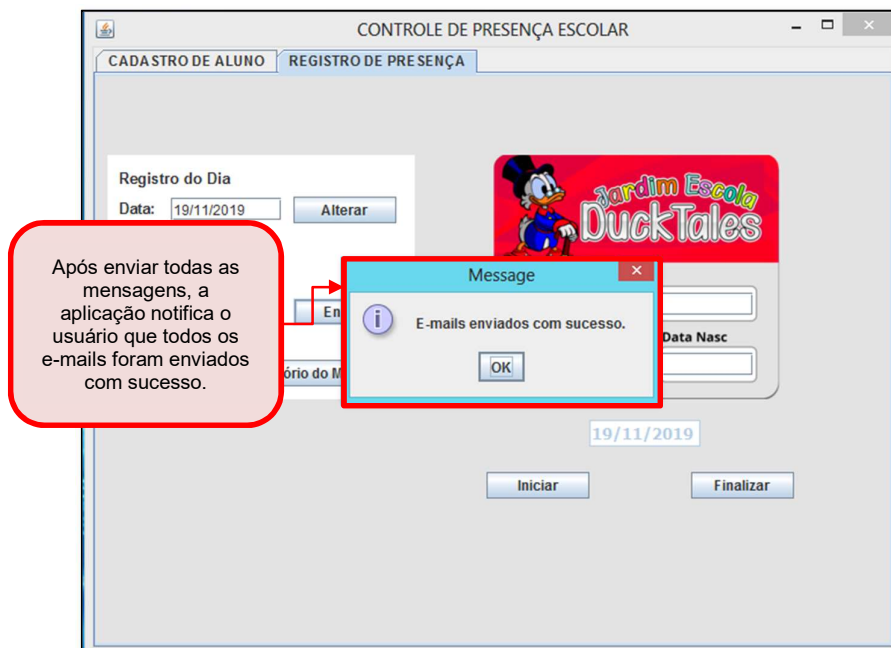 CONTROLE DE PRESENÇA ESCOLAR
CADASTRO DE ALUNO
REGISTRO DE PRESENÇA
Registro do Dia
Data: 19/11/2019 Alterar
Jardim Escola
DuckTales
Após enviar todas as
mensagens, a
aplicação notifica o
usuário que todos os
e-mails foram enviados
com sucesso.
Message
E-mails enviados com sucesso.
OK
Data Nasc
19/11/2019
Iniciar
Finalizar